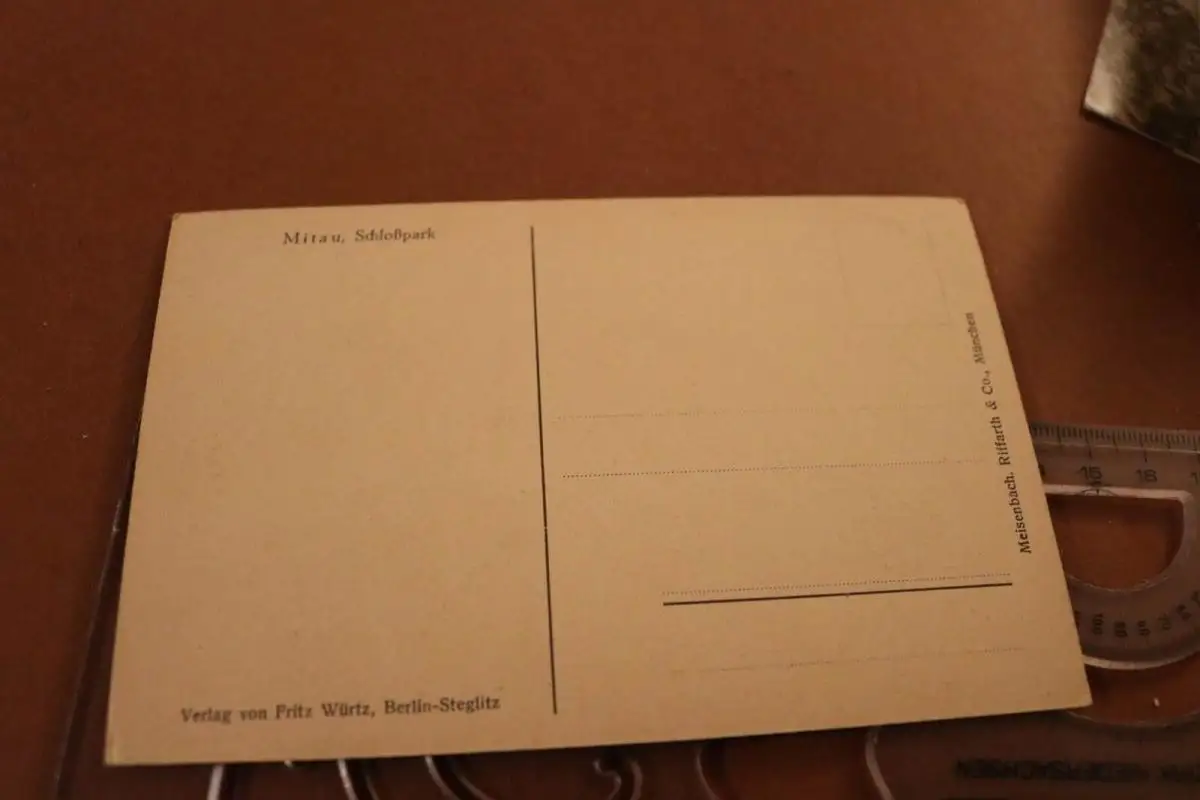 Mitau, Schloßpark
Verlag von Fritz Würtz, Berlin-Steglitz
Meisenbach. Riffarth & Co., München
15
16